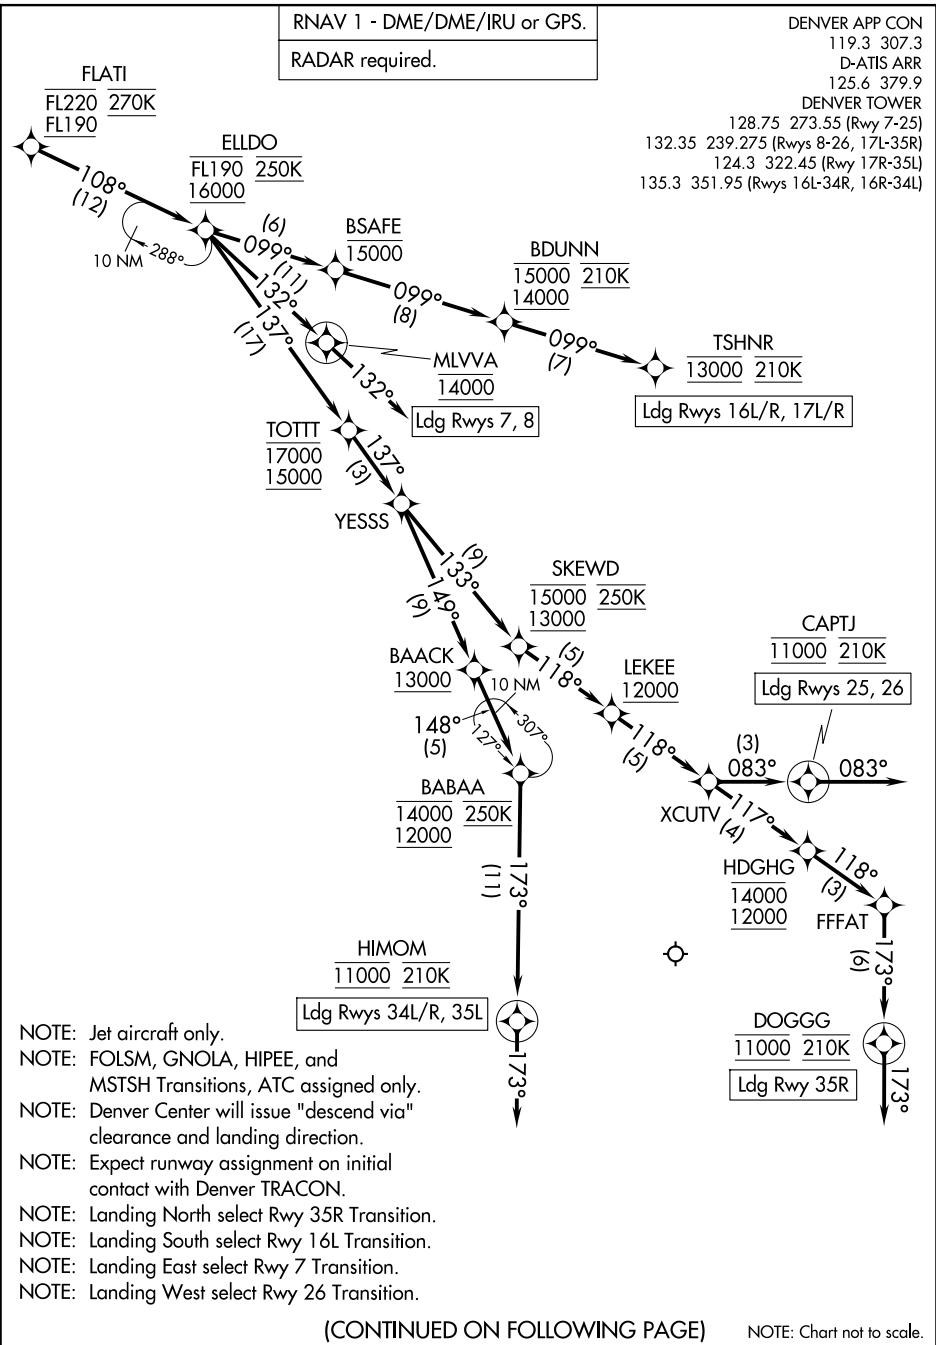 RNAV 1 - DME/DME/IRU or GPS.
RADAR required.
DENVER APP CON
119.3 307.3
D-ATIS ARR
125.6 379.9
DENVER TOWER
128.75 273.55 (Rwy 7-25)
132.35 239.275 (Rwys 8-26, 17L-35R)
124.3 322.45 (Rwy 17R-35L)
135.3 351.95 (Rwys 16L-34R, 16R-34L)
FLATI
FL220 270K
FL190
108°
(12)
ELLDO
FL190 250K
16000
10 NM
288°
(6)
099°
BSAFE
15000
099°
(8)
BDUNN
15000 210K
14000
099°
(7)
TSHNR
13000 210K
Ldg Rwys 16L/R, 17L/R
(11)
132°
MLVVA
14000
132°
Ldg Rwys 7, 8
137°
(17)
TOTTT
17000
15000
137°
(3)
YESSS
(9)
133°
149°
(9)
SKEWD
15000 250K
13000
(5)
118°
LEKEE
12000
118°
(5)
CAPTJ
11000 210K
Ldg Rwys 25, 26
(3)
083°
083°
XCUTV
117°
(4)
HDGHG
14000
12000
118°
(3)
FFFAT
173°
(6)
DOGGG
11000 210K
Ldg Rwy 35R
173°
BAACK
13000
10 NM
148°
(5)
127°
307°
BABAA
14000 250K
12000
173°
(11)
HIMOM
11000 210K
Ldg Rwys 34L/R, 35L
173°
NOTE: Jet aircraft only.
NOTE: FOLSM, GNOLA, HIPEE, and
MSTSH Transitions, ATC assigned only.
NOTE: Denver Center will issue "descend via"
clearance and landing direction.
NOTE: Expect runway assignment on initial
contact with Denver TRACON.
NOTE: Landing North select Rwy 35R Transition.
NOTE: Landing South select Rwy 16L Transition.
NOTE: Landing East select Rwy 7 Transition.
NOTE: Landing West select Rwy 26 Transition.
(CONTINUED ON FOLLOWING PAGE)
NOTE: Chart not to scale.